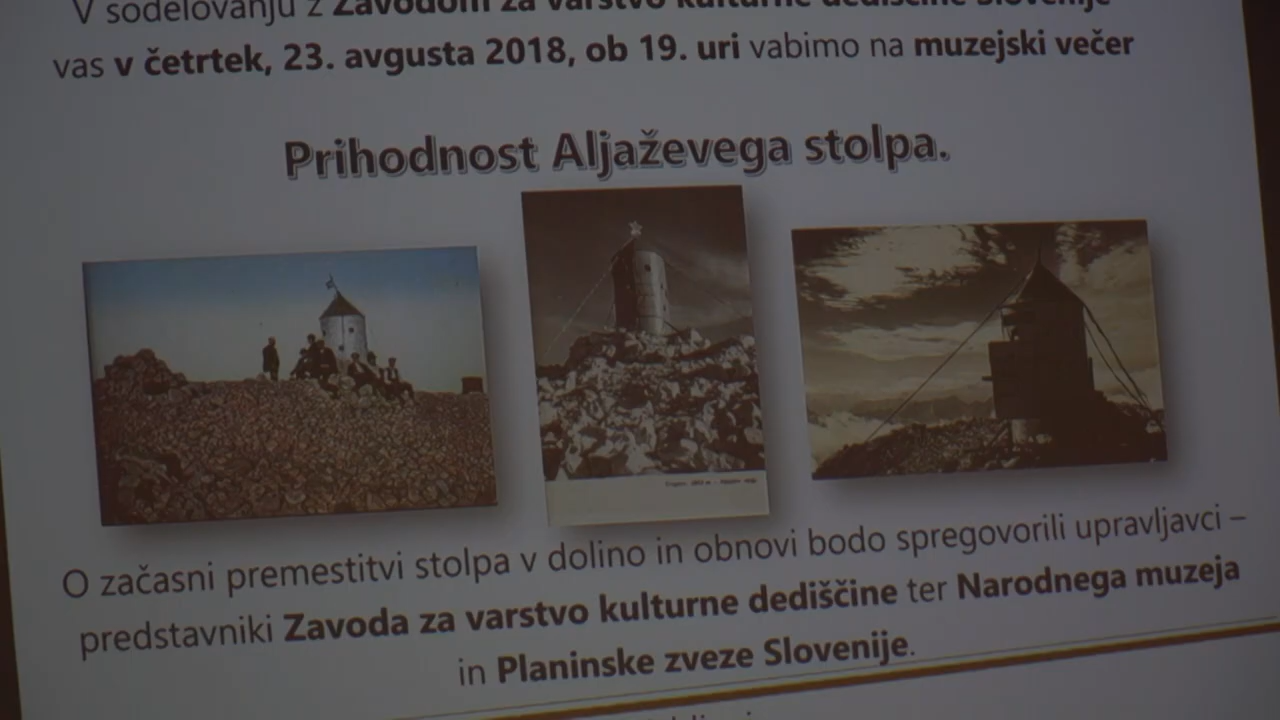 V sodelovanju z Zavodom za varstvo kulturne dediščine Slovenije
vas v četrtek, 23. avgusta 2018, ob 19. uri vabimo na muzejski večer
Prihodnost Aljaževega stolpa.
O začasni premestitvi stolpa v dolino in obnovi bodo spregovorili upravljavci –
predstavniki Zavoda za varstvo kulturne dediščine ter Narodnega muzeja
in Planinske zveze Slovenije.